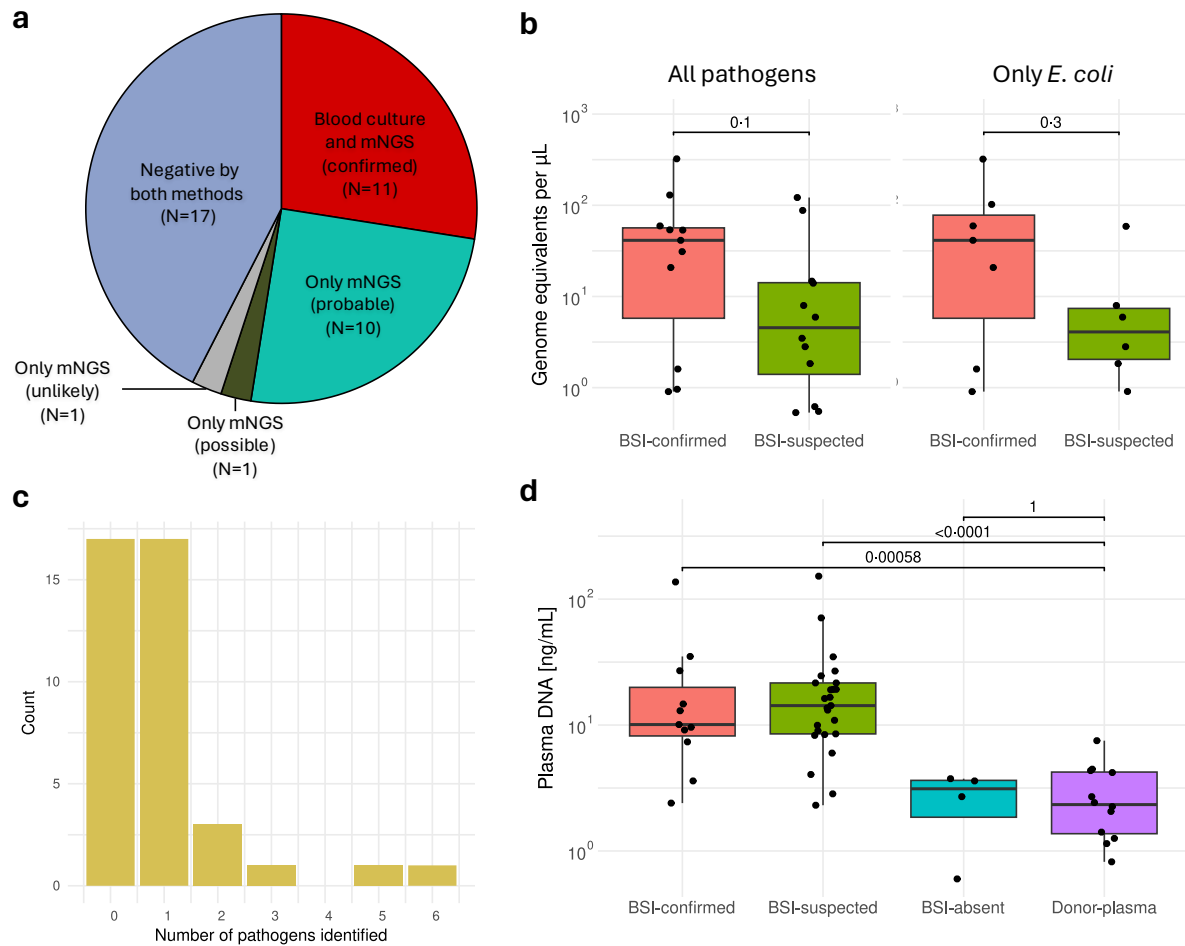 a
Blood culture
and mNGS
(confirmed)
(N=11)
Negative by
both methods
(N=17)
Only mNGS
(probable)
(N=10)
Only mNGS
(unlikely)
(N=1)
Only mNGS
(possible)
(N=1)
b
All pathogens
Only E. coli
Genome equivalents per µL
10³
10²
10¹
10⁰
0·1
0·3
BSI-confirmed
BSI-suspected
BSI-confirmed
BSI-suspected
c
Count
15
10
5
0
0 1 2 3 4 5 6
Number of pathogens identified
d
Plasma DNA [ng/mL]
10²
10¹
10⁰
1
<0·0001
0·00058
BSI-confirmed
BSI-suspected
BSI-absent
Donor-plasma